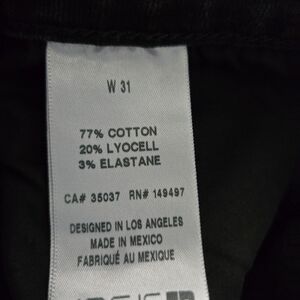 W 31
77% COTTON
20% LYOCELL
3% ELASTANE
CA# 35037 RN# 149497
DESIGNED IN LOS ANGELES
MADE IN MEXICO
FABRIQUÉ AU MEXIQUE